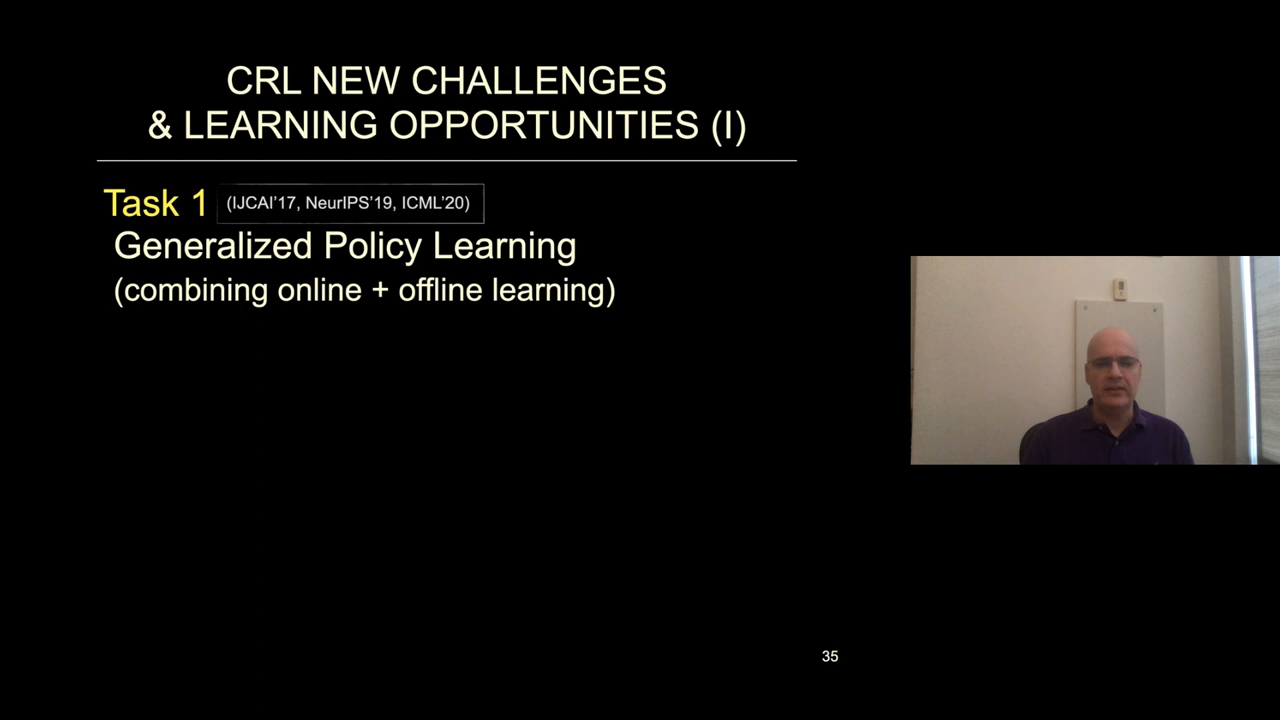 CRL NEW CHALLENGES
& LEARNING OPPORTUNITIES (I)
Task 1 (IJCAI’17, NeurIPS’19, ICML’20)
Generalized Policy Learning
(combining online + offline learning)
35